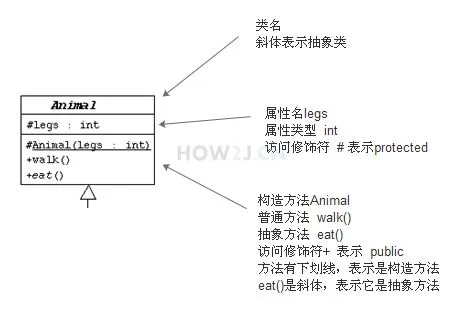 类名
斜体表示抽象类
Animal
#legs : int
属性名legs
属性类型 int
访问修饰符 # 表示protected
#Animal(legs : int)
+walk()
+eat()
HOW2J.CN
构造方法Animal
普通方法 walk()
抽象方法 eat()
访问修饰符+ 表示 public
方法有下划线，表示是构造方法
eat()是斜体，表示它是抽象方法